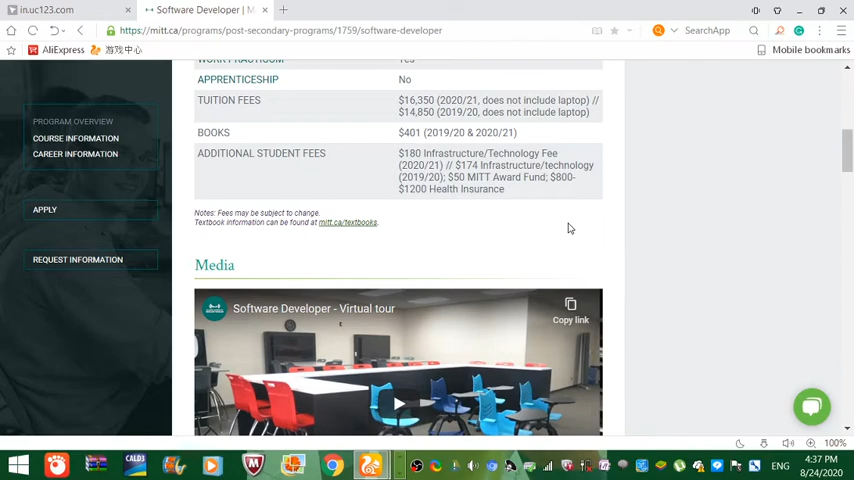 in.uc123.com
Software Developer | M
https://mitt.ca/programs/post-secondary-programs/1759/software-developer
SearchApp
AliExpress
游戏中心
Mobile bookmarks
WORK PRACTICUM Yes
APPRENTICESHIP No
TUITION FEES $16,350 (2020/21, does not include laptop) //
$14,850 (2019/20, does not include laptop)
BOOKS $401 (2019/20 & 2020/21)
ADDITIONAL STUDENT FEES $180 Infrastructure/Technology Fee
(2020/21) // $174 Infrastructure/technology
(2019/20); $50 MITT Award Fund; $800-
$1200 Health Insurance
PROGRAM OVERVIEW
COURSE INFORMATION
CAREER INFORMATION
APPLY
REQUEST INFORMATION
Notes: Fees may be subject to change.
Textbook information can be found at mitt.ca/textbooks.
Media
Software Developer - Virtual tour
Copy link
100%
CALD3
ENG
4:37 PM
8/24/2020